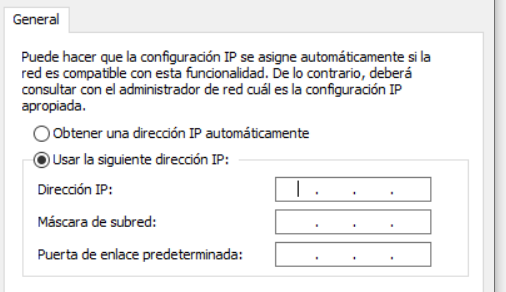 General
Puede hacer que la configuración IP se asigne automáticamente si la
red es compatible con esta funcionalidad. De lo contrario, deberá
consultar con el administrador de red cuál es la configuración IP
apropiada.
Obtener una dirección IP automáticamente
Usar la siguiente dirección IP:
Dirección IP:
. . .
Máscara de subred:
. . .
Puerta de enlace predeterminada:
. . .